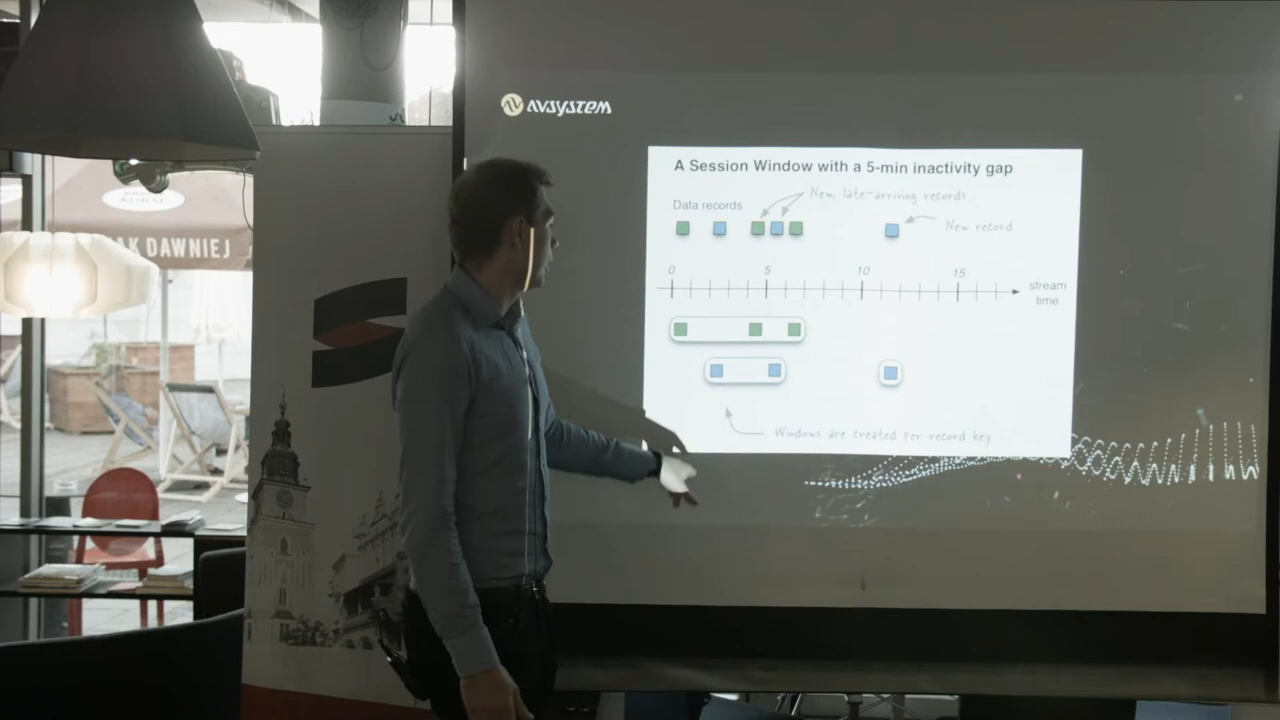 AVSYSTEM
A Session Window with a 5-min inactivity gap
New, late-arriving records
Data records
New record
0 5 10 15
stream
time
Windows are created per record key
AK DAWNIEJ